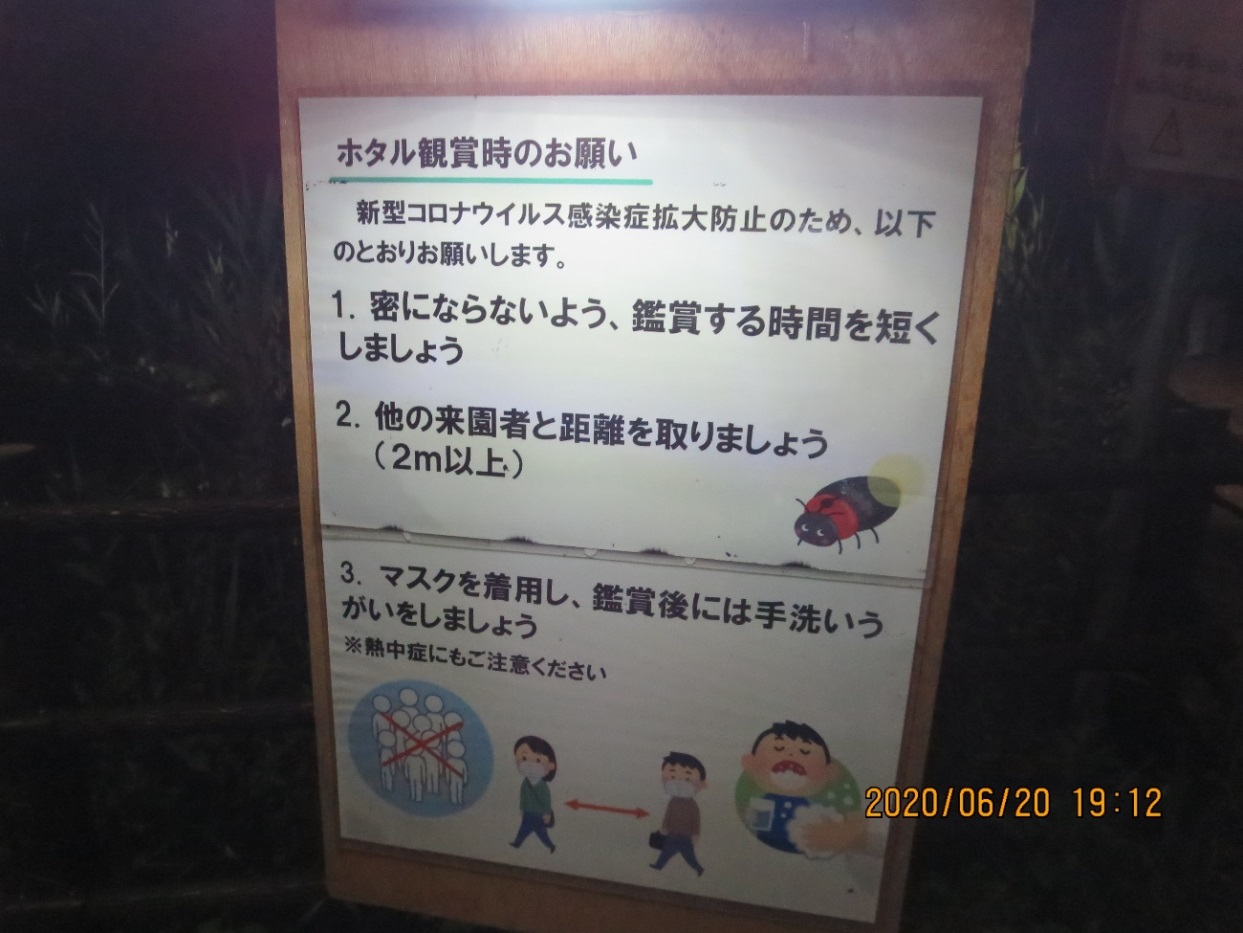 ホタル観賞時のお願い
新型コロナウイルス感染症拡大防止のため、以下
のとおりお願いします。
1. 密にならないよう、鑑賞する時間を短く
しましょう
2. 他の来園者と距離を取りましょう
（2m以上）
3. マスクを着用し、鑑賞後には手洗いう
がいをしましょう
※熱中症にもご注意ください
2020/06/20 19:12